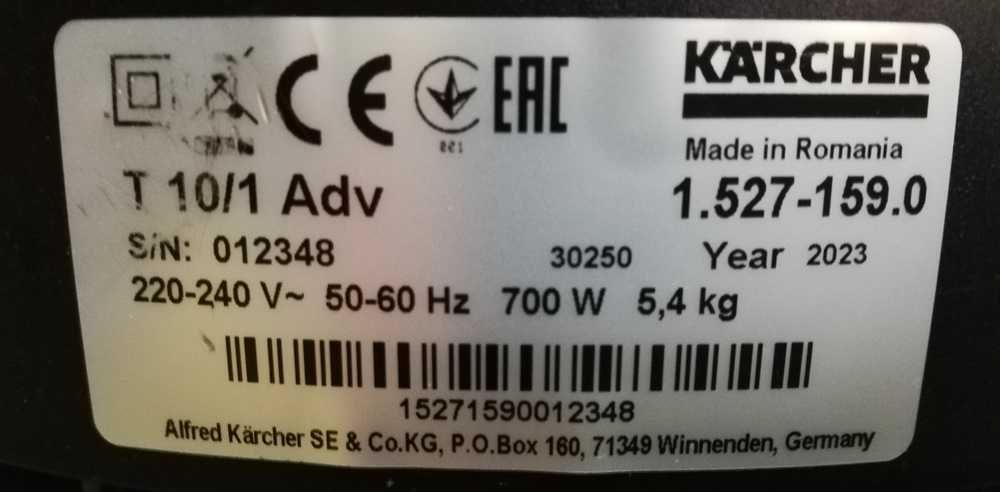 CE EAC
KÄRCHER
Made in Romania
T 10/1 Adv 1.527-159.0
S/N: 012348 30250 Year 2023
220-240 V~ 50-60 Hz 700 W 5,4 kg
15271590012348
Alfred Kärcher SE & Co.KG, P.O.Box 160, 71349 Winnenden, Germany